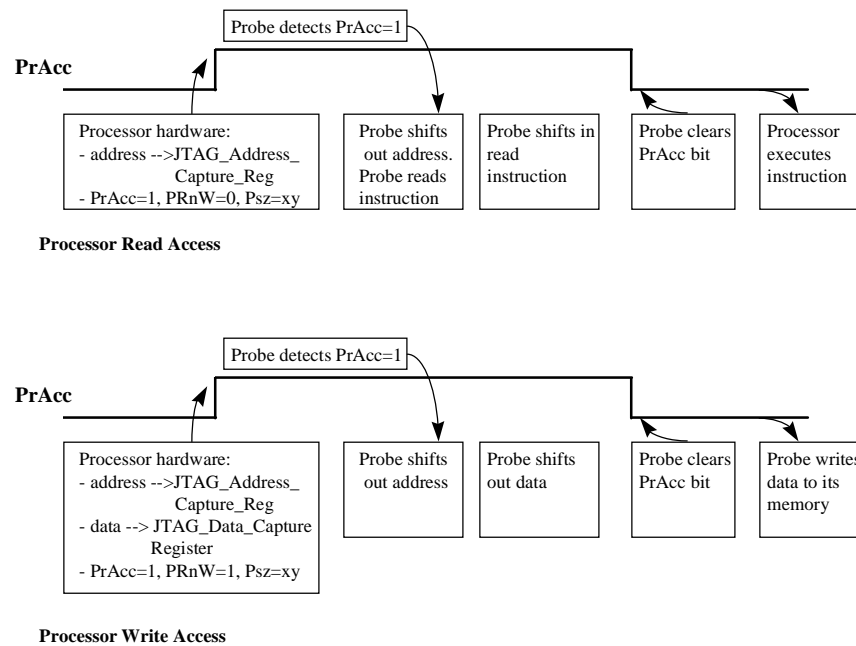 Probe detects PrAcc=1
PrAcc
Processor hardware:
- address -->JTAG_Address_
Capture_Reg
- PrAcc=1, PRnW=0, Psz=xy
Probe shifts
out address.
Probe reads
instruction
Probe shifts in
read
instruction
Probe clears
PrAcc bit
Processor
executes
instruction
Processor Read Access
Probe detects PrAcc=1
PrAcc
Processor hardware:
- address -->JTAG_Address_
Capture_Reg
- data --> JTAG_Data_Capture
Register
- PrAcc=1, PRnW=1, Psz=xy
Probe shifts
out address
Probe shifts
out data
Probe clears
PrAcc bit
Probe writes
data to its
memory
Processor Write Access